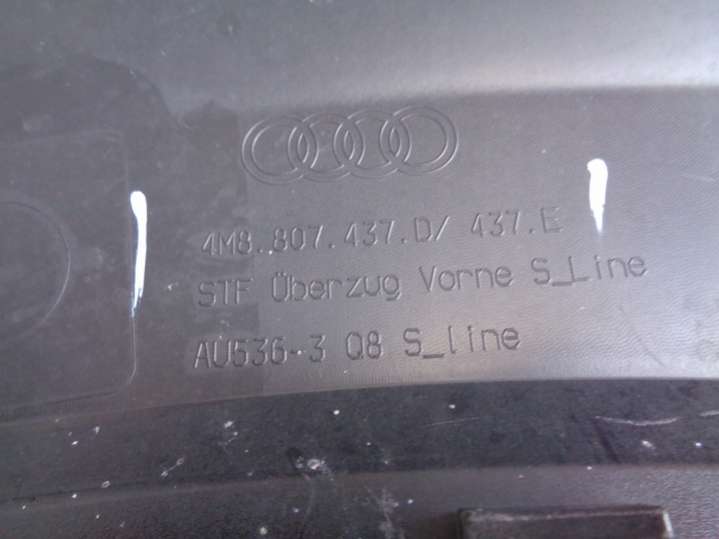 4M8.807.437.D/ 437.E
STF Überzug Vorne S_Line
AU536-3 Q8 S_line